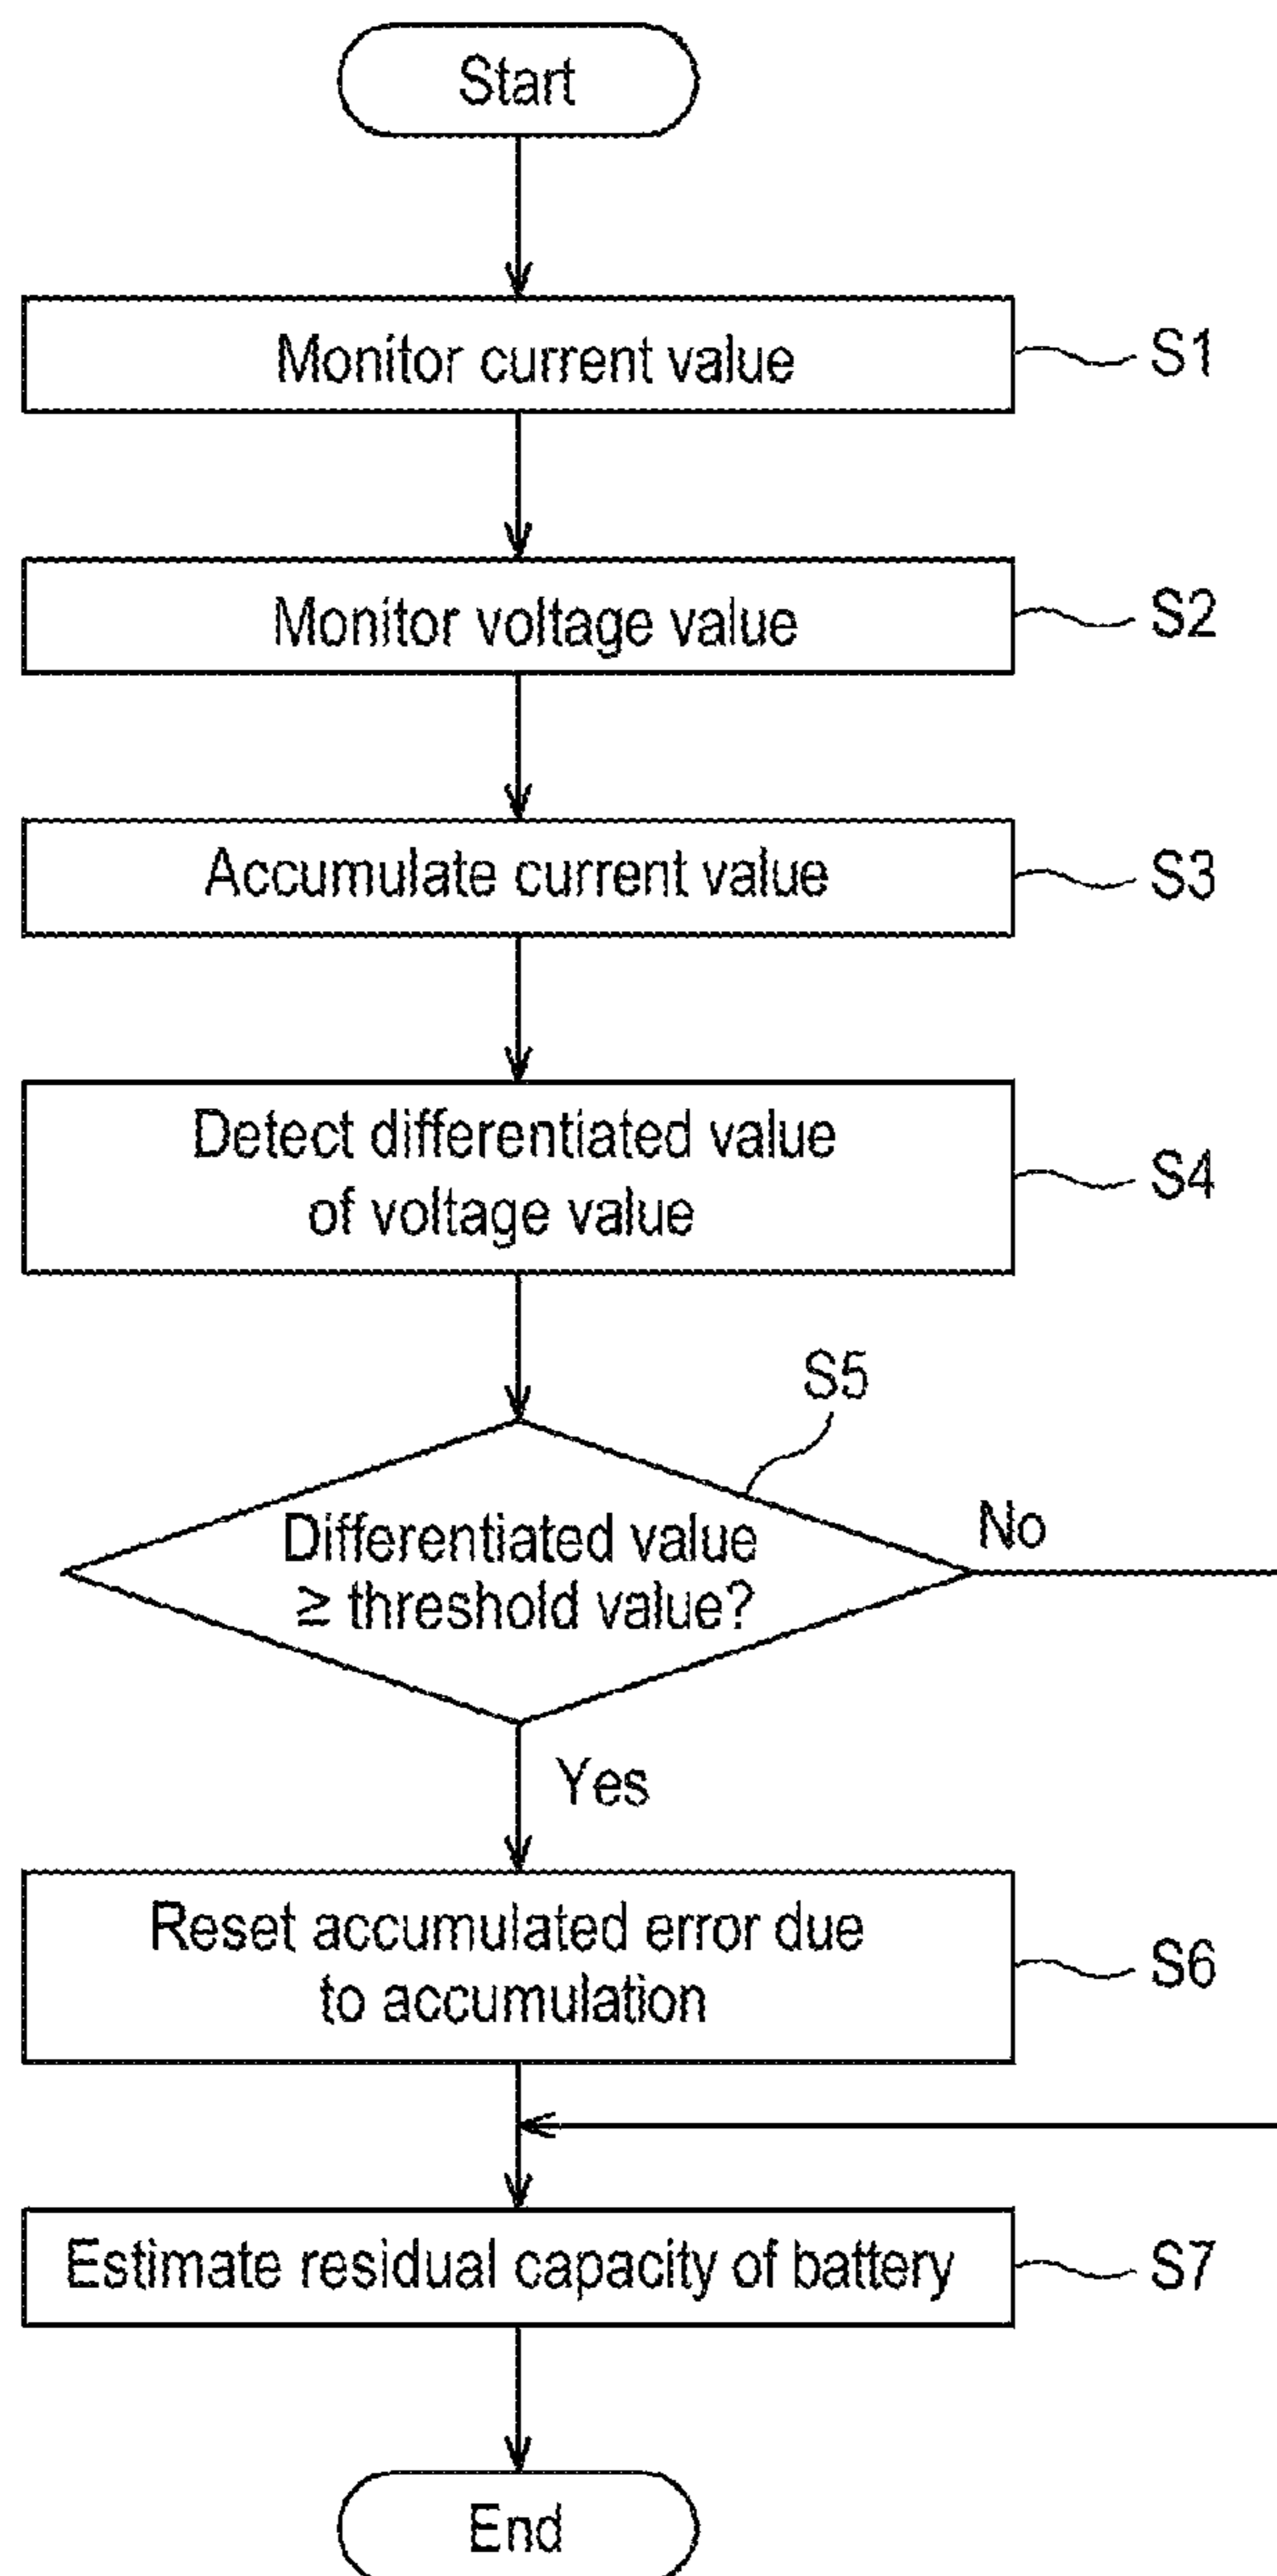 Start
Monitor current value
S1
Monitor voltage value
S2
Accumulate current value
S3
Detect differentiated value
of voltage value
S4
S5
Differentiated value
≥ threshold value?
No
Yes
Reset accumulated error due
to accumulation
S6
Estimate residual capacity of battery
S7
End